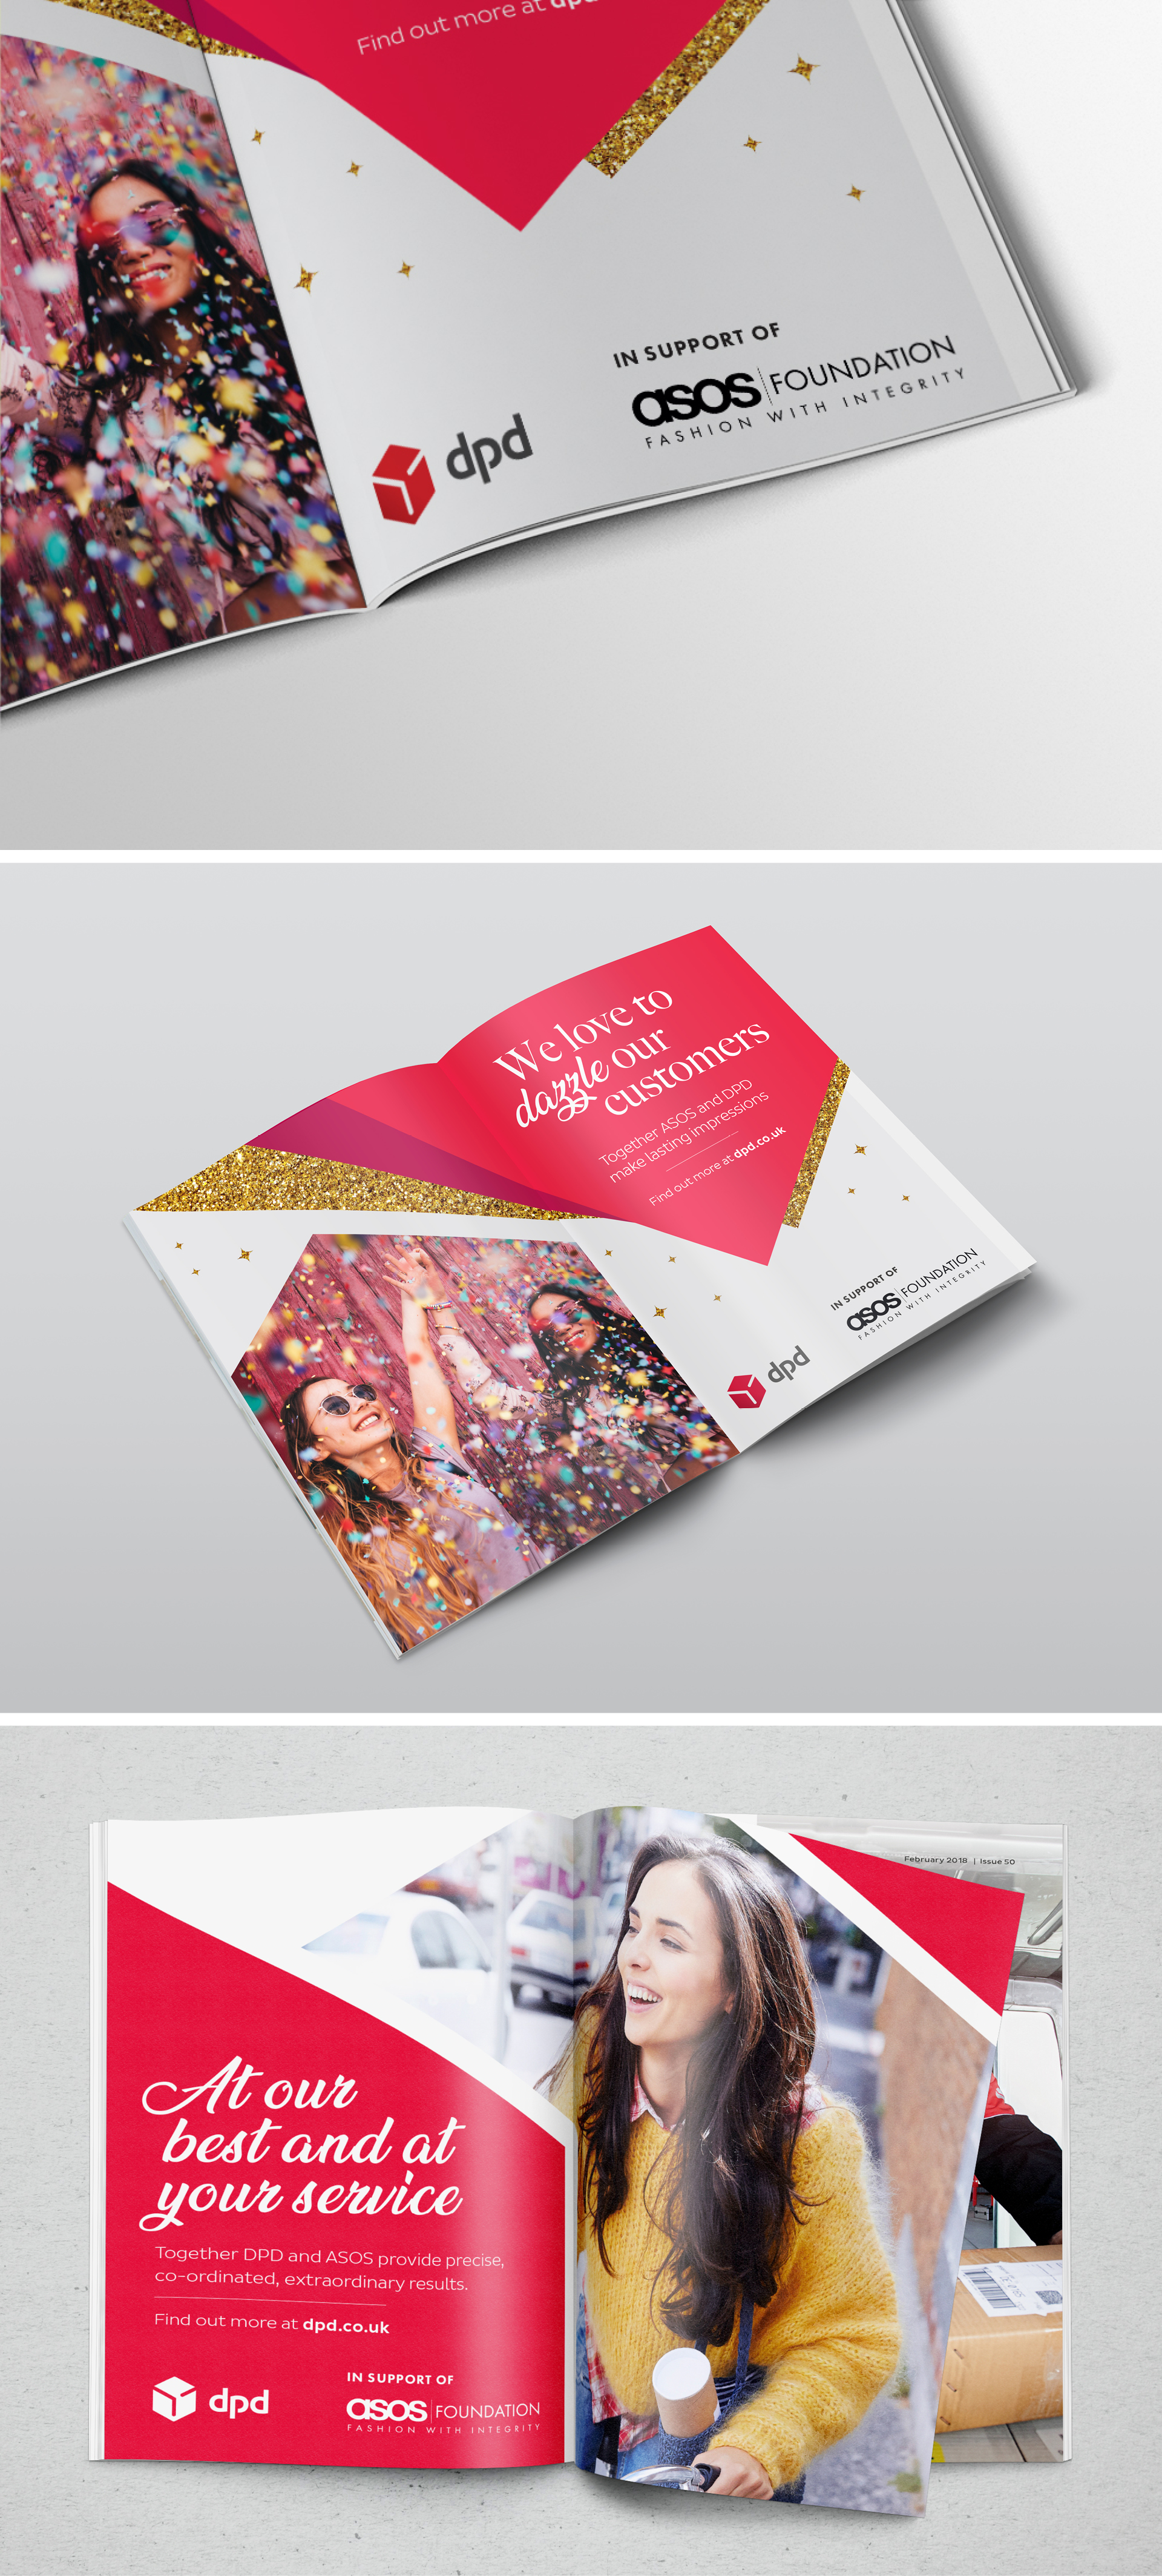 Find out more at dpd
IN SUPPORT OF
asos FOUNDATION
FASHION WITH INTEGRITY
dpd
We love to
dazzle our
customers
Together ASOS and DPD
make lasting impressions
Find out more at dpd.co.uk
IN SUPPORT OF
asos FOUNDATION
FASHION WITH INTEGRITY
dpd
February 2018 | Issue 50
At our
best and at
your service
Together DPD and ASOS provide precise,
co-ordinated, extraordinary results.
Find out more at dpd.co.uk
dpd
IN SUPPORT OF
asos FOUNDATION
FASHION WITH INTEGRITY